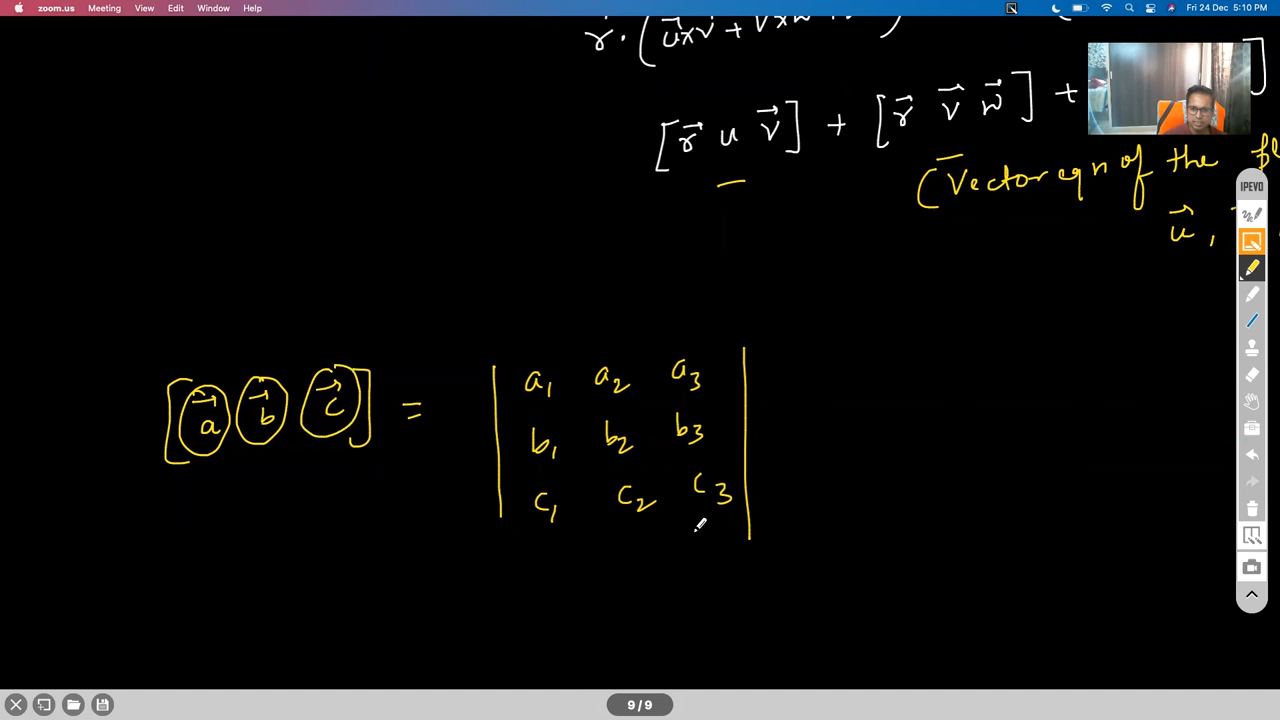 zoom.us Meeting View Edit Window Help Fri 24 Dec 5:10 PM
r⃗ · (u⃗×v⃗ + v⃗×w⃗
[r⃗ u v⃗] + [r⃗ v⃗ w⃗] + ]
(Vector eqn of the
u⃗,
IPEVO
[a⃗ b⃗ c⃗] = | a₁ a₂ a₃ |
| b₁ b₂ b₃ |
| c₁ c₂ c₃ |
9 / 9